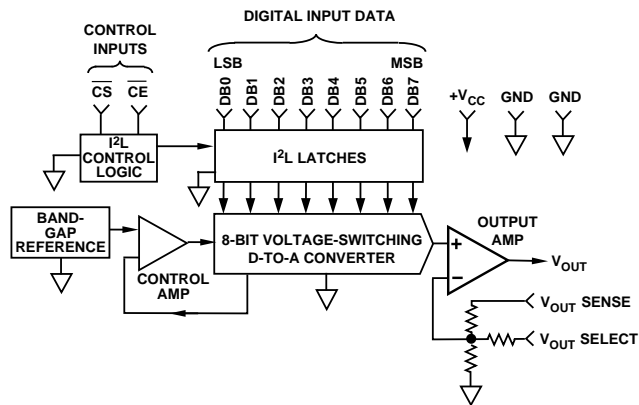 DIGITAL INPUT DATA
CONTROL
INPUTS
LSB
MSB
CS
CE
DB0
DB1
DB2
DB3
DB4
DB5
DB6
DB7
+VCC
GND
GND
I2L
CONTROL
LOGIC
I2L LATCHES
BAND-
GAP
REFERENCE
CONTROL
AMP
8-BIT VOLTAGE-SWITCHING
D-TO-A CONVERTER
OUTPUT
AMP
+
−
VOUT
VOUT SENSE
VOUT SELECT